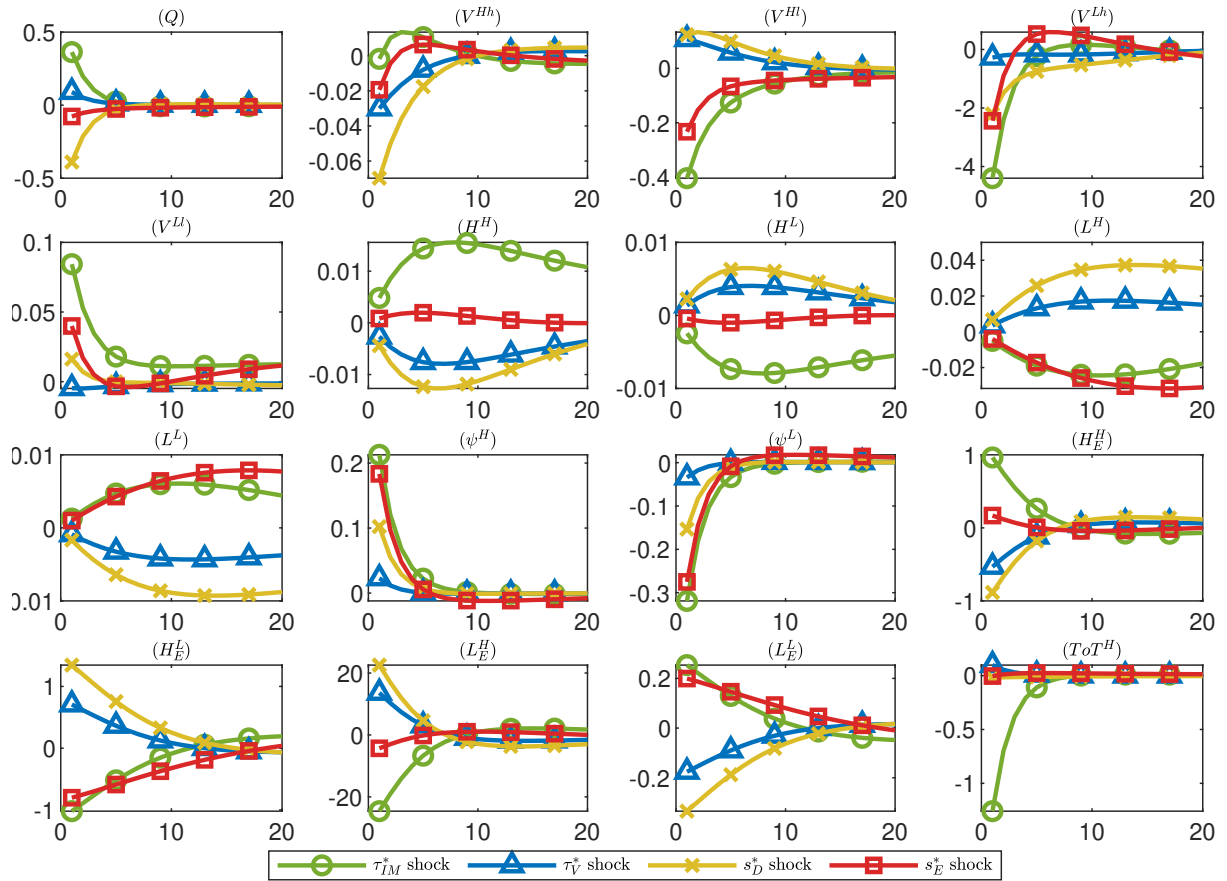 (Q) (V^{Hh}) (V^{Hl}) (V^{Lh})
0.5 0 -0.5 0 10 20
0 -0.02 -0.04 -0.06 0 10 20
0 -0.2 -0.4 0 10 20
0 -2 -4 0 10 20
(V^{Ll}) (H^H) (H^L) (L^H)
0.1 0.05 0 0 10 20
0.01 0 -0.01 0 10 20
0.01 0 -0.01 0 10 20
0.04 0.02 0 -0.02 0 10 20
(L^L) (ψ^H) (ψ^L) (H_E^H)
0.01 0 0.01 0 10 20
0.2 0.1 0 0 10 20
0 -0.1 -0.2 -0.3 0 10 20
1 0 -1 0 10 20
(H_E^L) (L_E^H) (L_E^L) (ToT^H)
1 0 -1 0 10 20
20 0 -20 0 10 20
0.2 0 -0.2 0 10 20
0 -0.5 -1 0 10 20
τ*_{IM} shock τ*_V shock s*_D shock s*_E shock